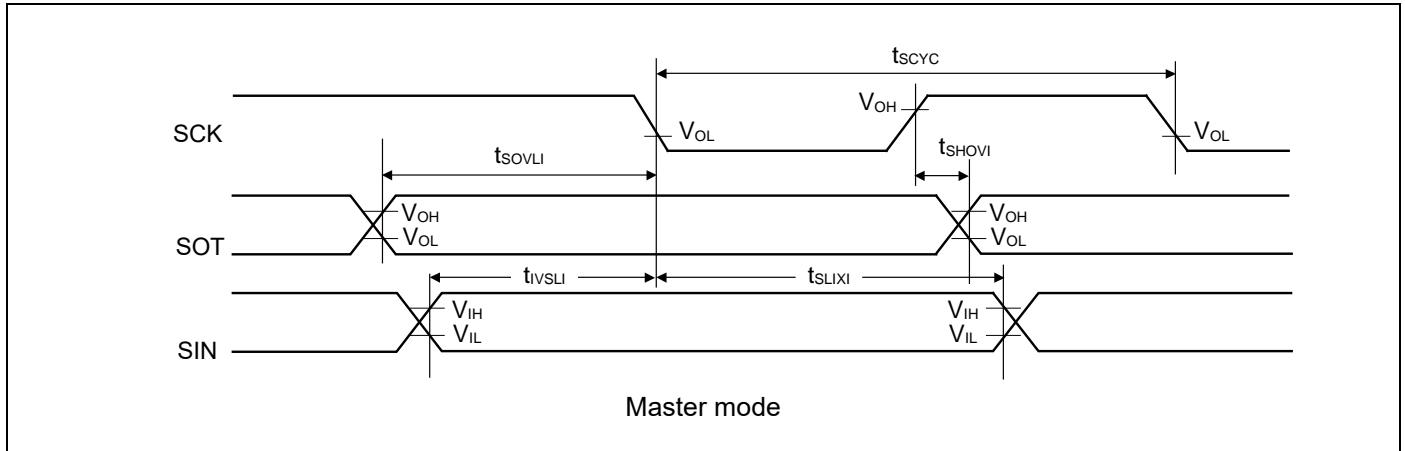 tSCYC
VOH
SCK
VOL
VOL
tSOVLI
tSHOVI
VOH
VOH
SOT
VOL
VOL
tIVSLI
tSLIXI
VIH
VIH
VIL
VIL
SIN
Master mode